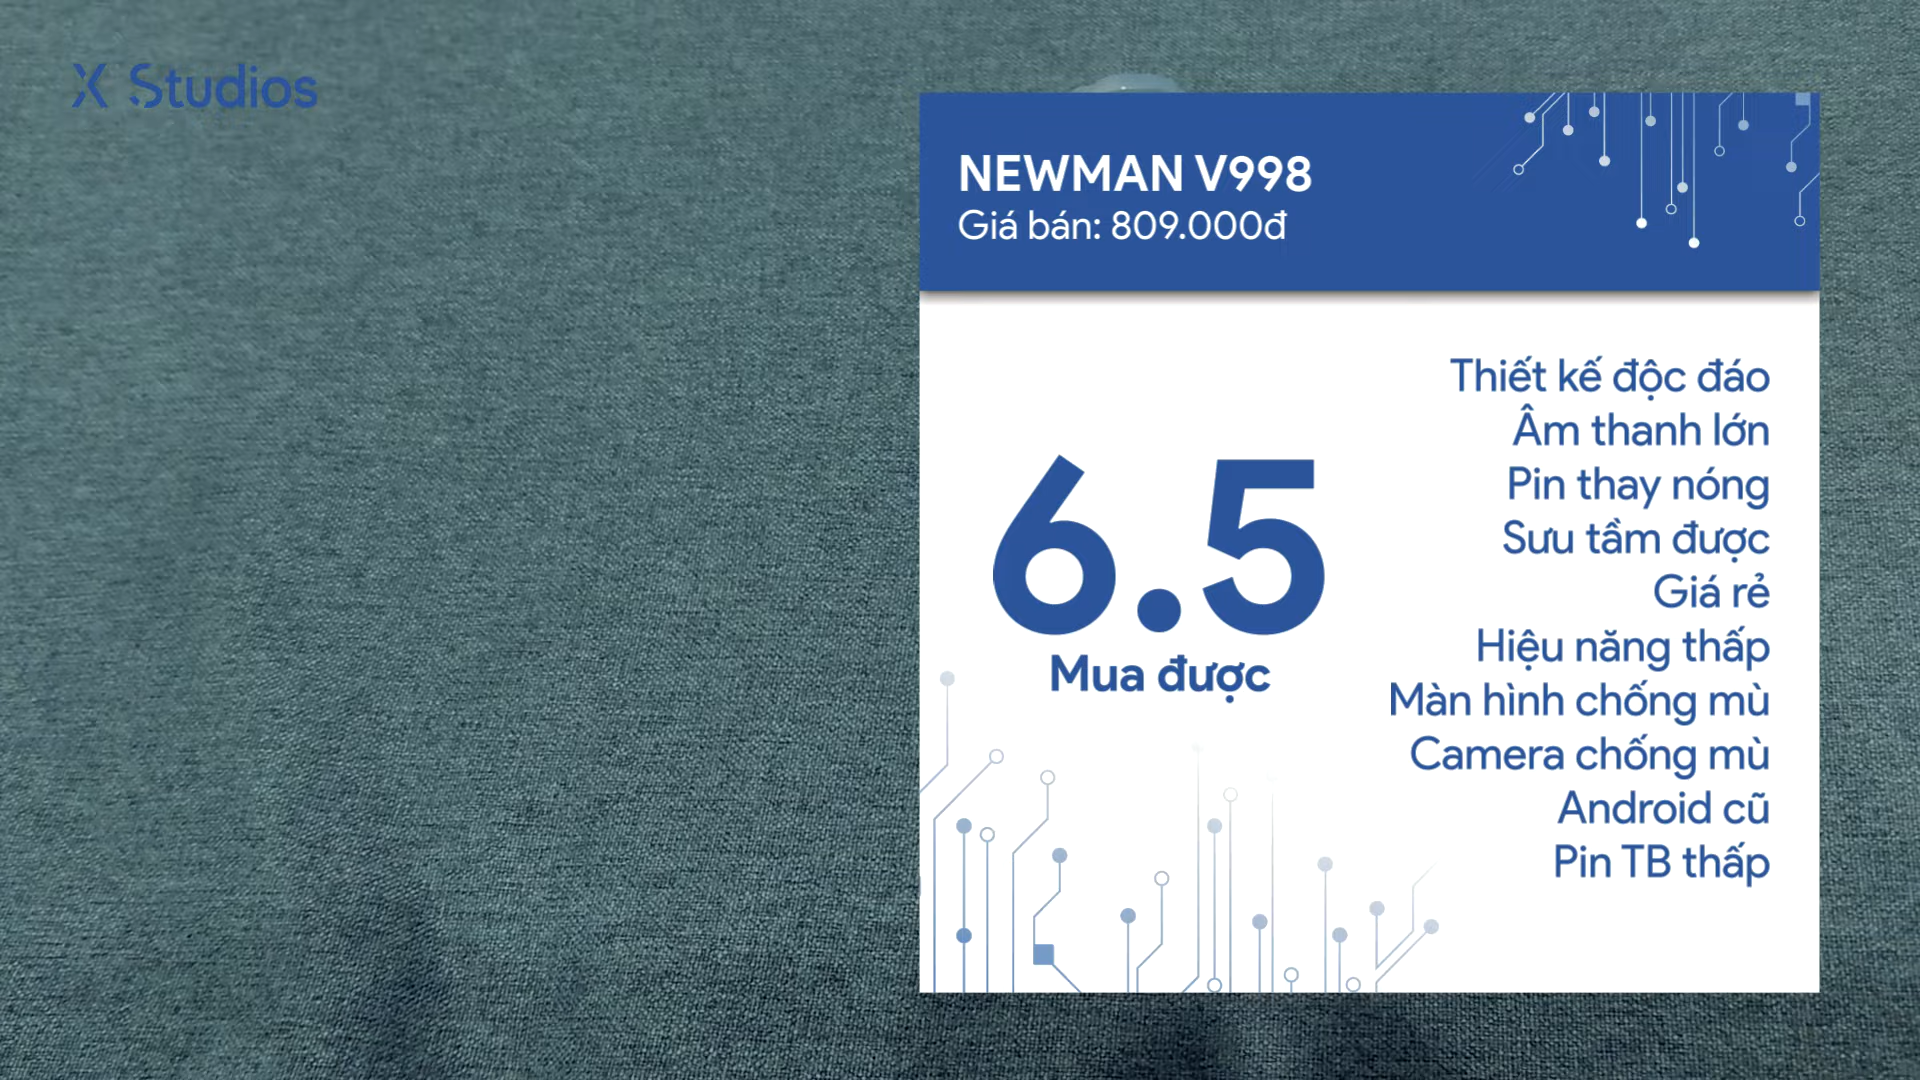 X Studios
NEWMAN V998
Giá bán: 809.000đ
6.5
Mua được
Thiết kế độc đáo
Âm thanh lớn
Pin thay nóng
Sưu tầm được
Giá rẻ
Hiệu năng thấp
Màn hình chống mù
Camera chống mù
Android cũ
Pin TB thấp